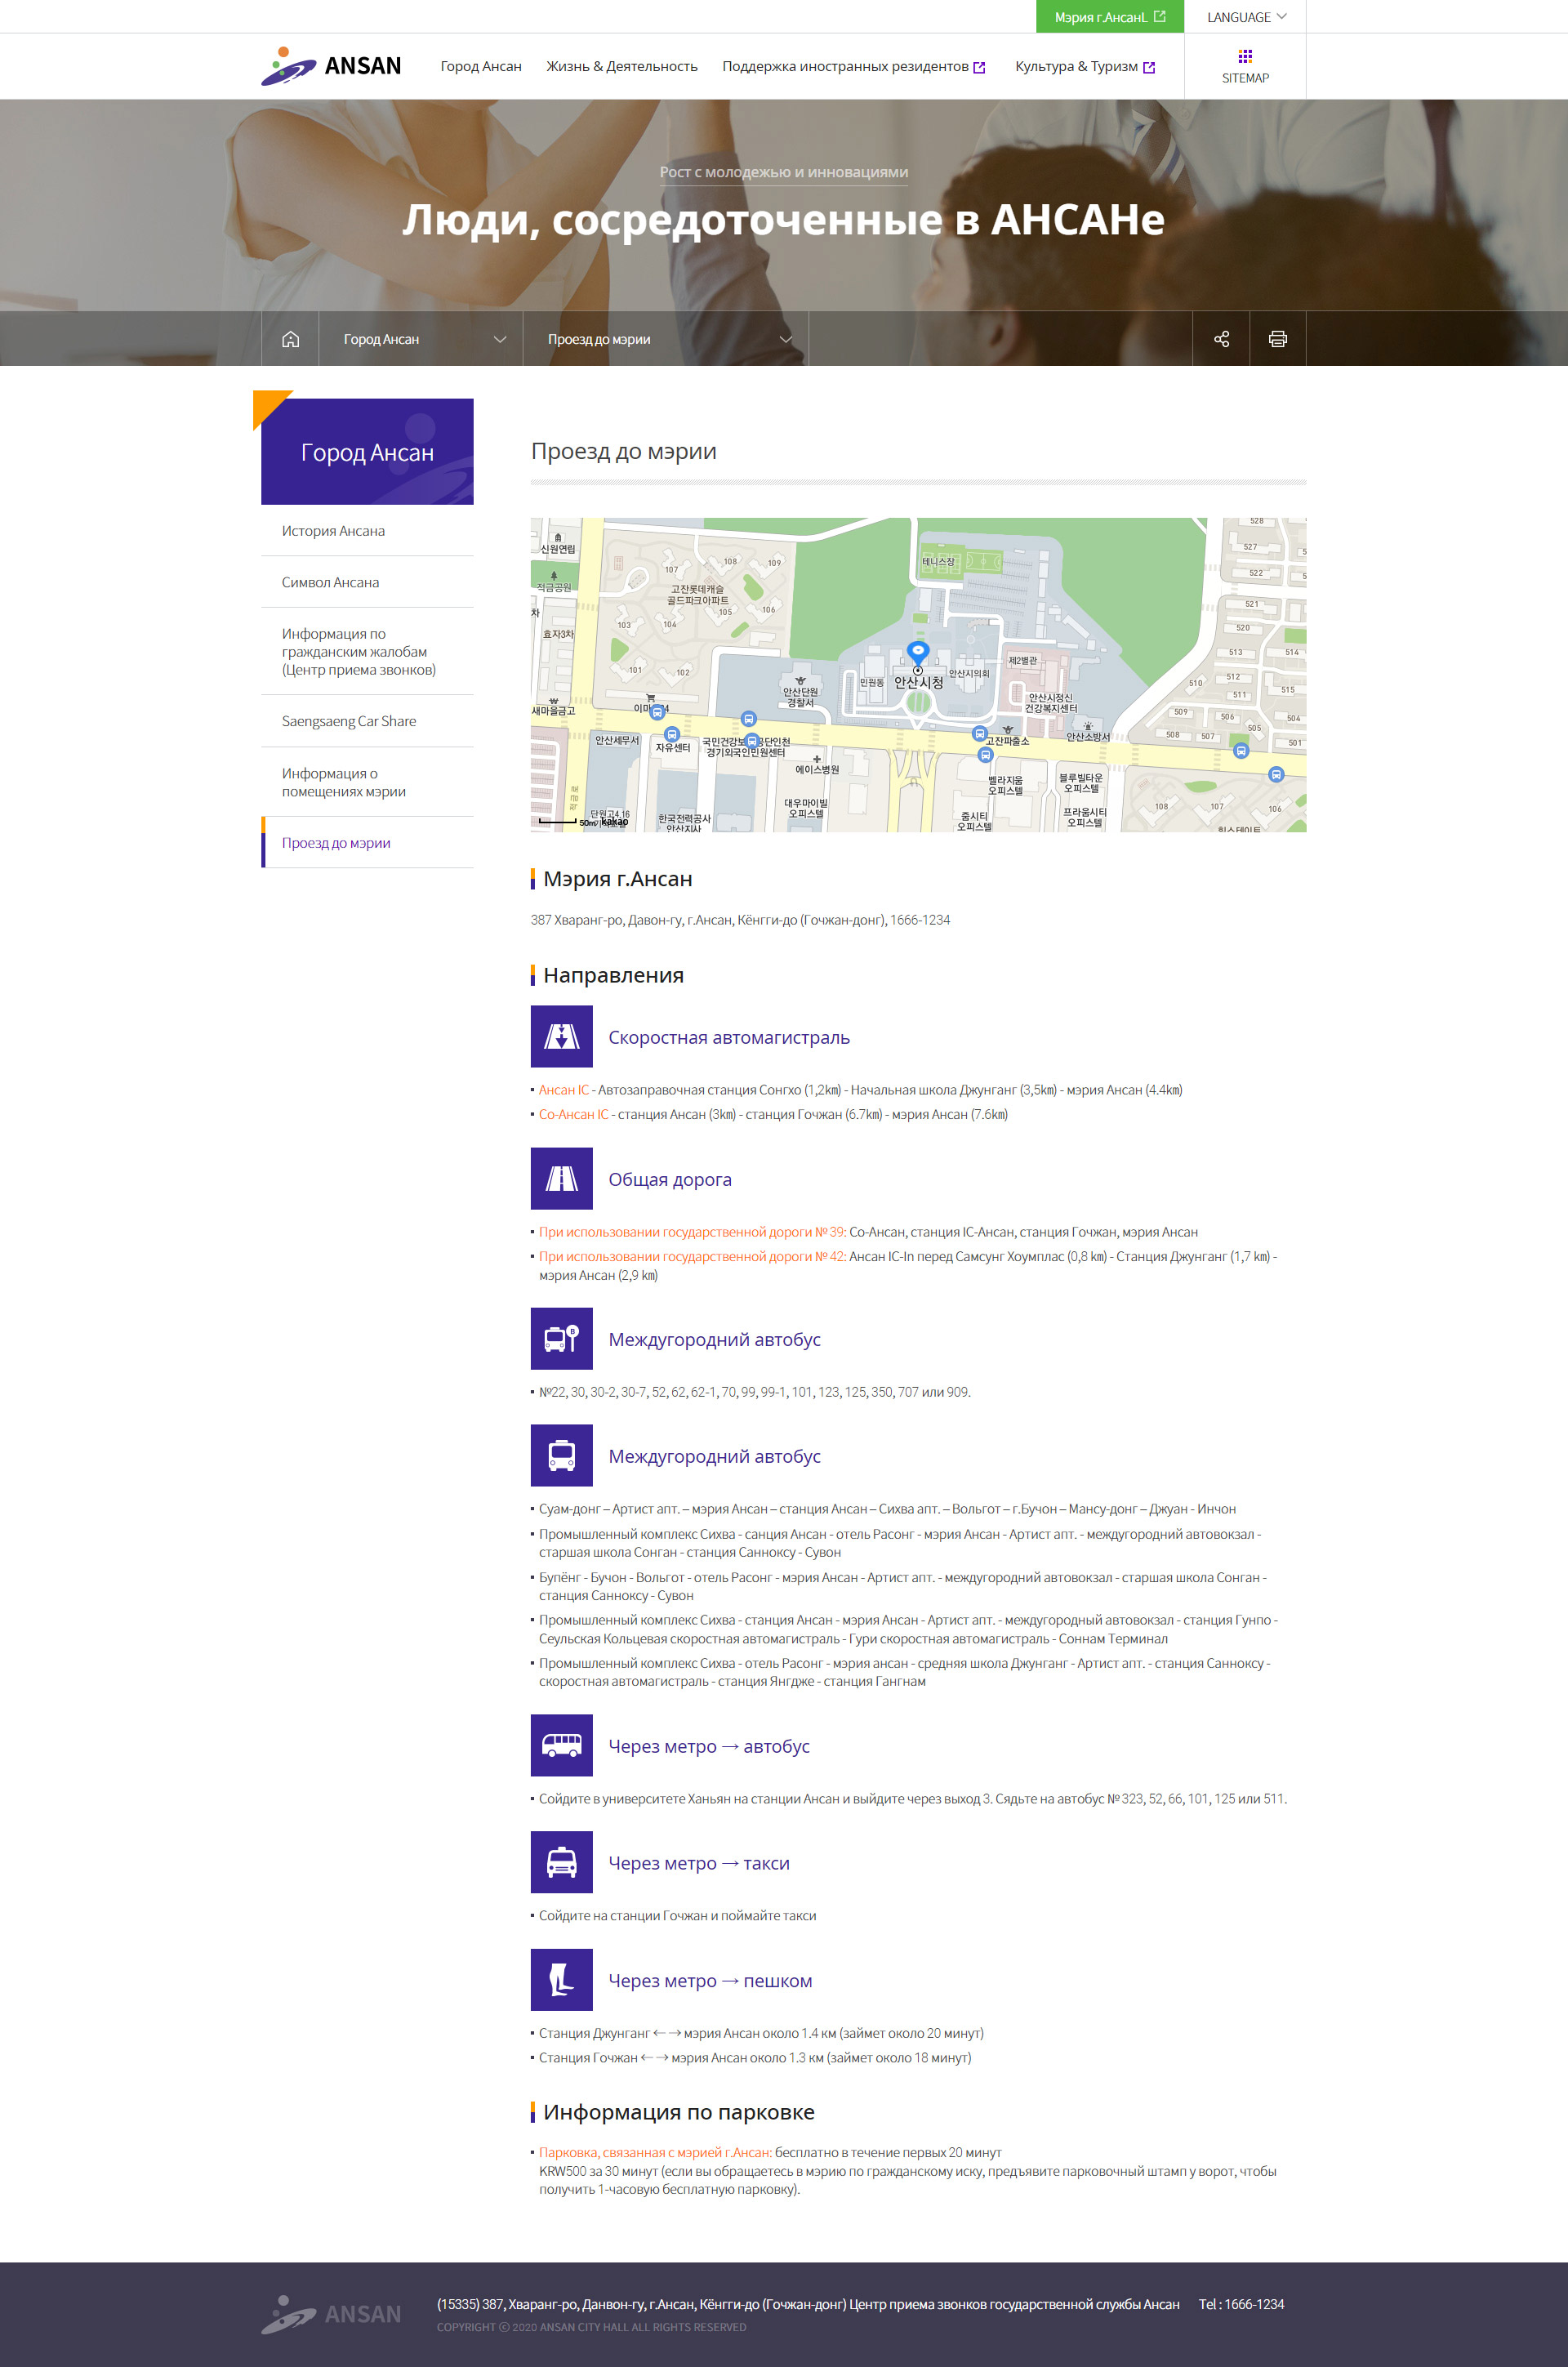 Мэрия г.АнсанL
LANGUAGE
ANSAN
Город Ансан
Жизнь & Деятельность
Поддержка иностранных резидентов
Культура & Туризм
SITEMAP
Рост с молодежью и инновациями
Люди, сосредоточенные в АНСАНе
Город Ансан
Проезд до мэрии
Город Ансан
История Ансана
Символ Ансана
Информация по
гражданским жалобам
(Центр приема звонков)
Saengsaeng Car Share
Информация о
помещениях мэрии
Проезд до мэрии
Проезд до мэрии
신원연립
적금공원
효자3차
새마을금고
107
108
109
고잔롯데캐슬
골드파크아파트
105
106
103
104
101
102
테니스장
민원동
안산시청
안산시의회
제2별관
안산시정신
건강복지센터
안산단원
경찰서
안산세무서
자유센터
경기외국인민원센터
에이스병원
고잔파출소
안산소방서
벨라지움
오피스텔
블루빌타운
오피스텔
대우마이빌
오피스텔
줌시티
오피스텔
프라움시티
오피스텔
한국전력공사
안산지사
단원고4.16
적금로
50m
kakao
528
527
522
521
520
513
514
510
512
511
515
509
506
504
508
507
505
501
108
107
106
힐스테이트
Мэрия г.Ансан
387 Хваранг-ро, Давон-гу, г.Ансан, Кёнгги-до (Гочжан-донг), 1666-1234
Направления
Скоростная автомагистраль
Ансан IC - Автозаправочная станция Сонгхо (1,2㎞) - Начальная школа Джунганг (3,5㎞) - мэрия Ансан (4.4㎞)
Со-Ансан IC - станция Ансан (3㎞) - станция Гочжан (6.7㎞) - мэрия Ансан (7.6㎞)
Общая дорога
При использовании государственной дороги № 39: Со-Ансан, станция IC-Ансан, станция Гочжан, мэрия Ансан
При использовании государственной дороги № 42: Ансан IC-In перед Самсунг Хоумплас (0,8 ㎞) - Станция Джунганг (1,7 ㎞) -
мэрия Ансан (2,9 ㎞)
B
Междугородний автобус
№22, 30, 30-2, 30-7, 52, 62, 62-1, 70, 99, 99-1, 101, 123, 125, 350, 707 или 909.
Междугородний автобус
Суам-донг – Артист апт. – мэрия Ансан – станция Ансан – Сихва апт. – Вольгот – г.Бучон – Мансу-донг – Джуан - Инчон
Промышленный комплекс Сихва - санция Ансан - отель Расонг - мэрия Ансан - Артист апт. - междугородний автовокзал -
старшая школа Сонган - станция Санноксу - Сувон
Бупёнг - Бучон - Вольгот - отель Расонг - мэрия Ансан - Артист апт. - междугородний автовокзал - старшая школа Сонган -
станция Санноксу - Сувон
Промышленный комплекс Сихва - станция Ансан - мэрия Ансан - Артист апт. - междугородный автовокзал - станция Гунпо -
Сеульская Кольцевая скоростная автомагистраль - Гури скоростная автомагистраль - Соннам Терминал
Промышленный комплекс Сихва - отель Расонг - мэрия ансан - средняя школа Джунганг - Артист апт. - станция Санноксу -
скоростная автомагистраль - станция Янгдже - станция Гангнам
Через метро → автобус
Сойдите в университете Ханьян на станции Ансан и выйдите через выход 3. Сядьте на автобус № 323, 52, 66, 101, 125 или 511.
Через метро → такси
Сойдите на станции Гочжан и поймайте такси
Через метро → пешком
Станция Джунганг ← → мэрия Ансан около 1.4 км (займет около 20 минут)
Станция Гочжан ← → мэрия Ансан около 1.3 км (займет около 18 минут)
Информация по парковке
Парковка, связанная с мэрией г.Ансан: бесплатно в течение первых 20 минут
KRW500 за 30 минут (если вы обращаетесь в мэрию по гражданскому иску, предъявите парковочный штамп у ворот, чтобы
получить 1-часовую бесплатную парковку).
ANSAN
(15335) 387, Хваранг-ро, Данвон-гу, г.Ансан, Кёнгги-до (Гочжан-донг) Центр приема звонков государственной службы Ансан
Tel : 1666-1234
COPYRIGHT ⓒ 2020 ANSAN CITY HALL ALL RIGHTS RESERVED